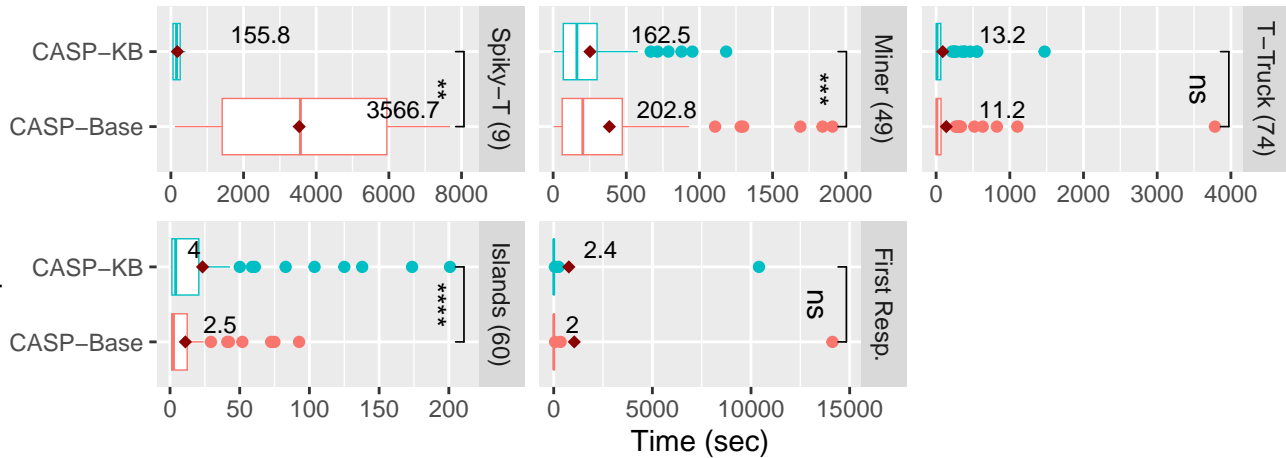 CASP−KB
CASP−Base
155.8
3566.7
**
Spiky−T (9)
0 2000 4000 6000 8000
162.5
202.8
***
Miner (49)
0 500 1000 1500 2000
13.2
11.2
ns
T−Truck (74)
0 1000 2000 3000 4000
CASP−KB
CASP−Base
4
2.5
****
Islands (60)
0 50 100 150 200
2.4
2
ns
First Resp.
0 5000 10000 15000
Time (sec)